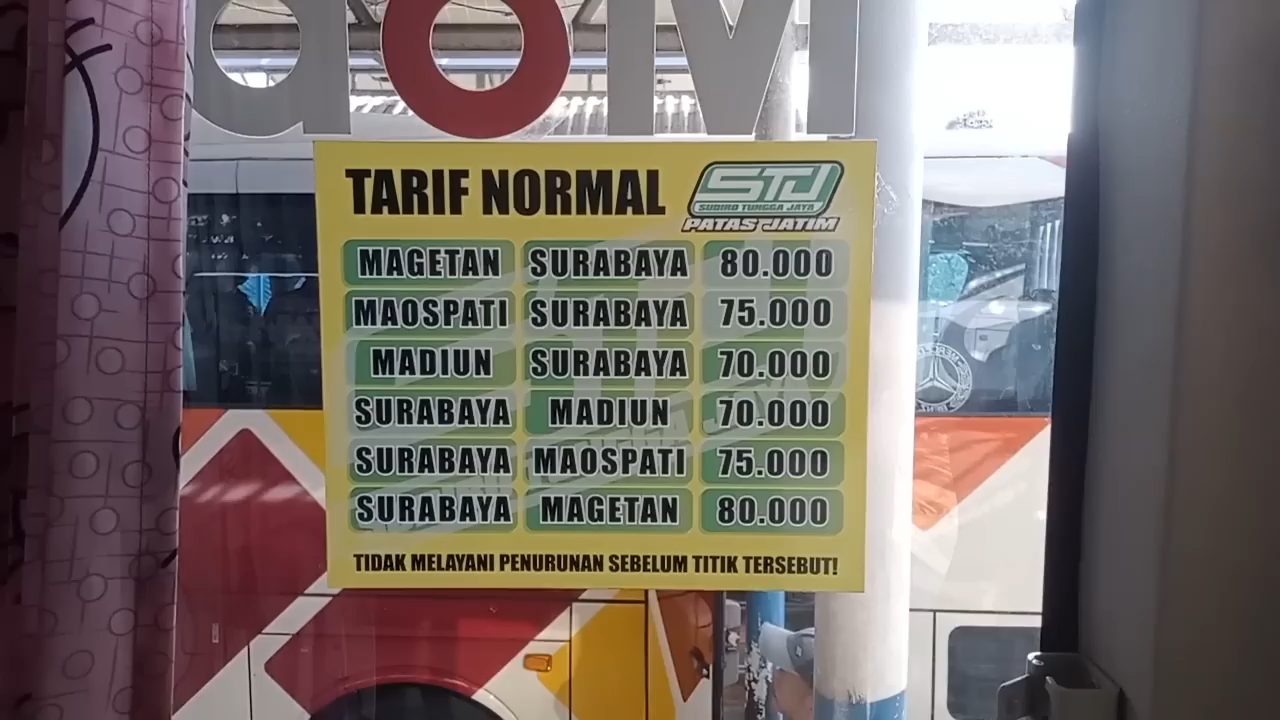 aoM
TARIF NORMAL
STJ
SUDIRO TUNGGA JAYA
PATAS JATIM
MAGETAN SURABAYA 80.000
MAOSPATI SURABAYA 75.000
MADIUN SURABAYA 70.000
SURABAYA MADIUN 70.000
SURABAYA MAOSPATI 75.000
SURABAYA MAGETAN 80.000
TIDAK MELAYANI PENURUNAN SEBELUM TITIK TERSEBUT!